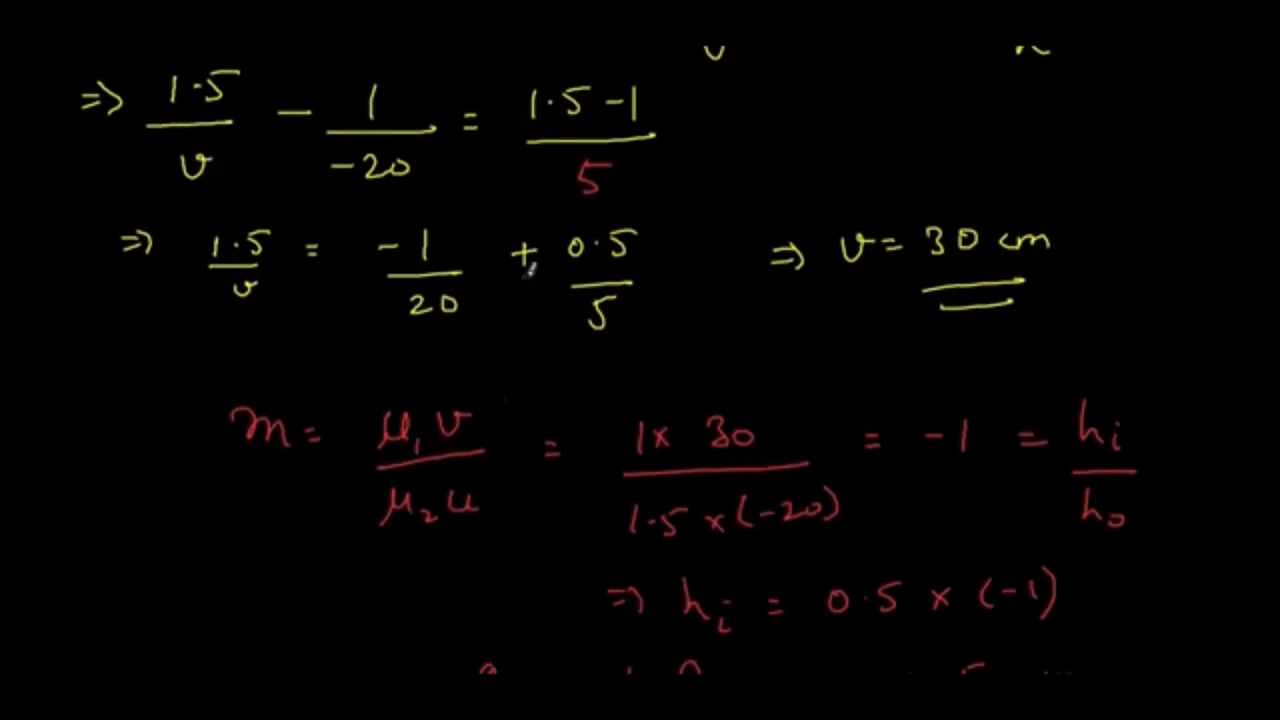 ⇒ 1.5/v - 1/-20 = 1.5-1/5
⇒ 1.5/v = -1/20 + 0.5/5 ⇒ v = 30 cm
m = μ₁v/μ₂u = 1×30/1.5×(-20) = -1 = hᵢ/h₀
⇒ hᵢ = 0.5 × (-1)